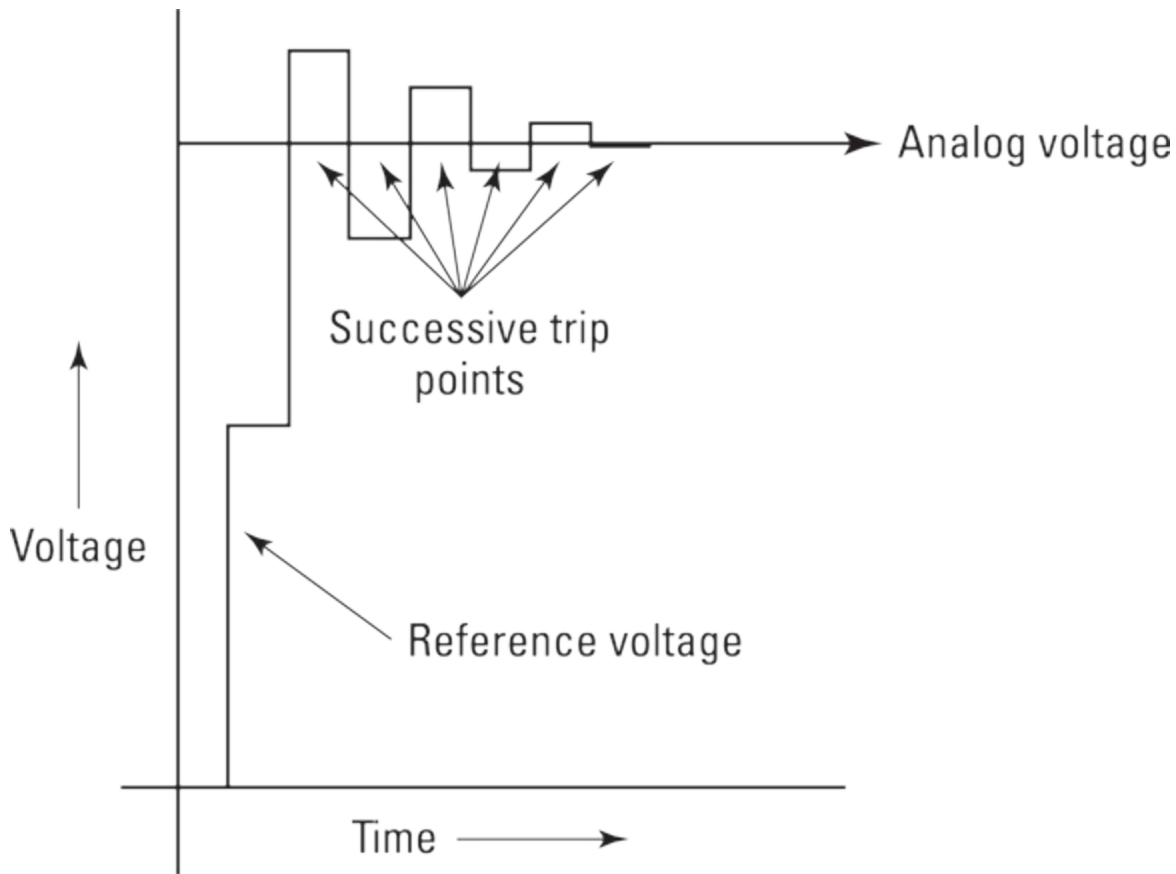 Analog voltage
Successive trip
points
Voltage
Reference voltage
Time